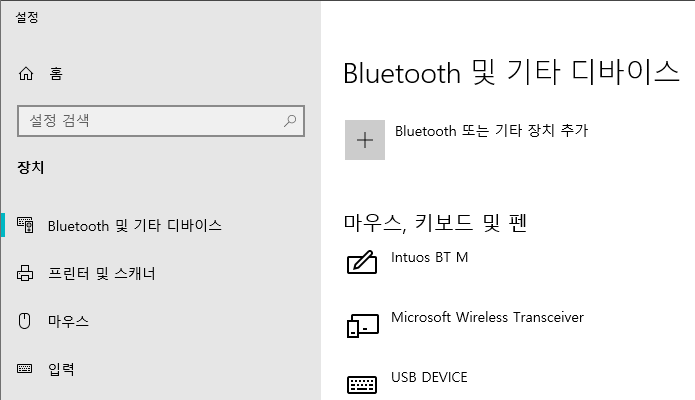 설정
홈
설정 검색
장치
Bluetooth 및 기타 디바이스
프린터 및 스캐너
마우스
입력
Bluetooth 및 기타 디바이스
Bluetooth 또는 기타 장치 추가
마우스, 키보드 및 펜
Intuos BT M
Microsoft Wireless Transceiver
USB DEVICE